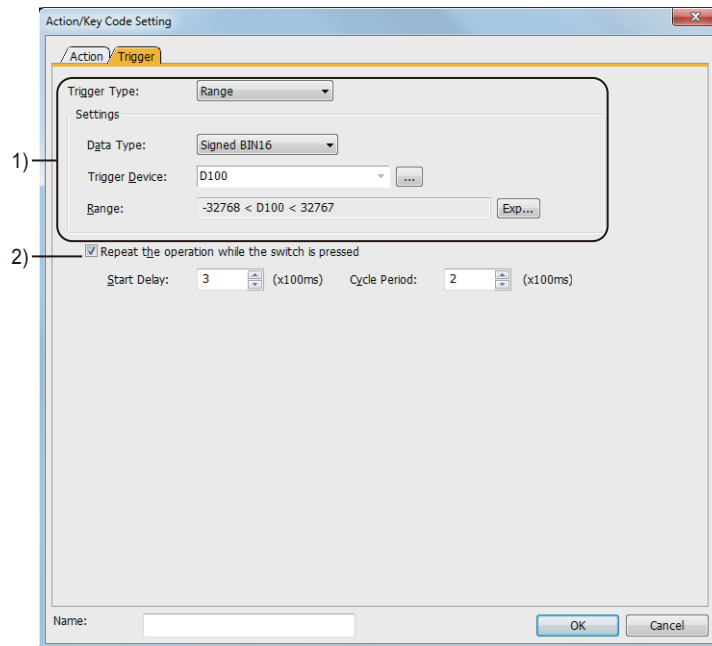 Action/Key Code Setting
Action Trigger
Trigger Type: Range
Settings
1)
Data Type: Signed BIN16
Trigger Device: D100 ...
Range: -32768 < D100 < 32767 Exp...
2) Repeat the operation while the switch is pressed
Start Delay: 3 (x100ms) Cycle Period: 2 (x100ms)
Name:
OK Cancel